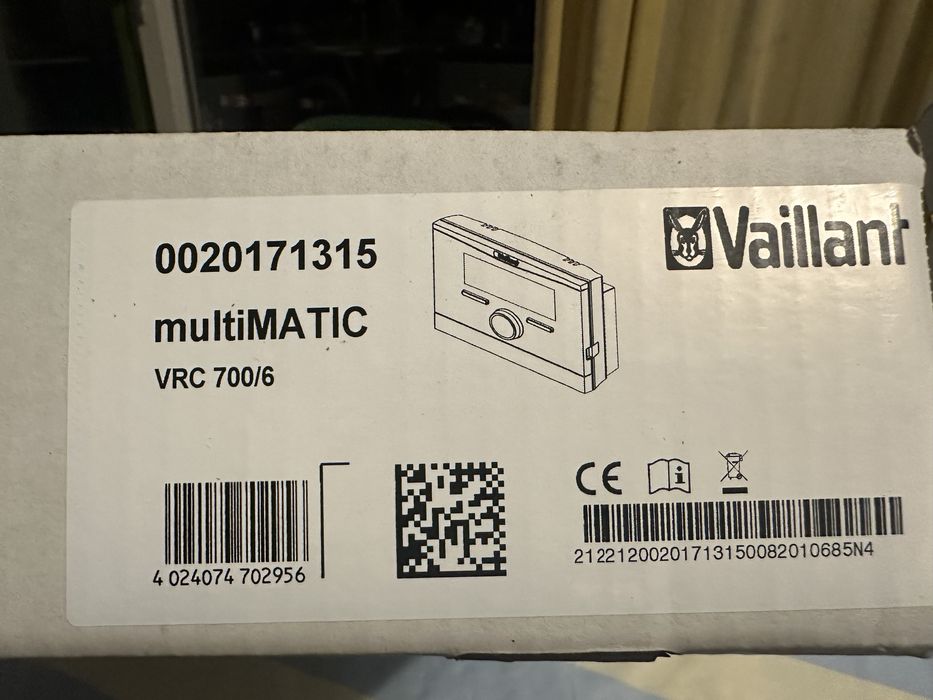 Vaillant
0020171315
multiMATIC
VRC 700/6
CE
i
4 024074 702956
21221200201713150082010685N4